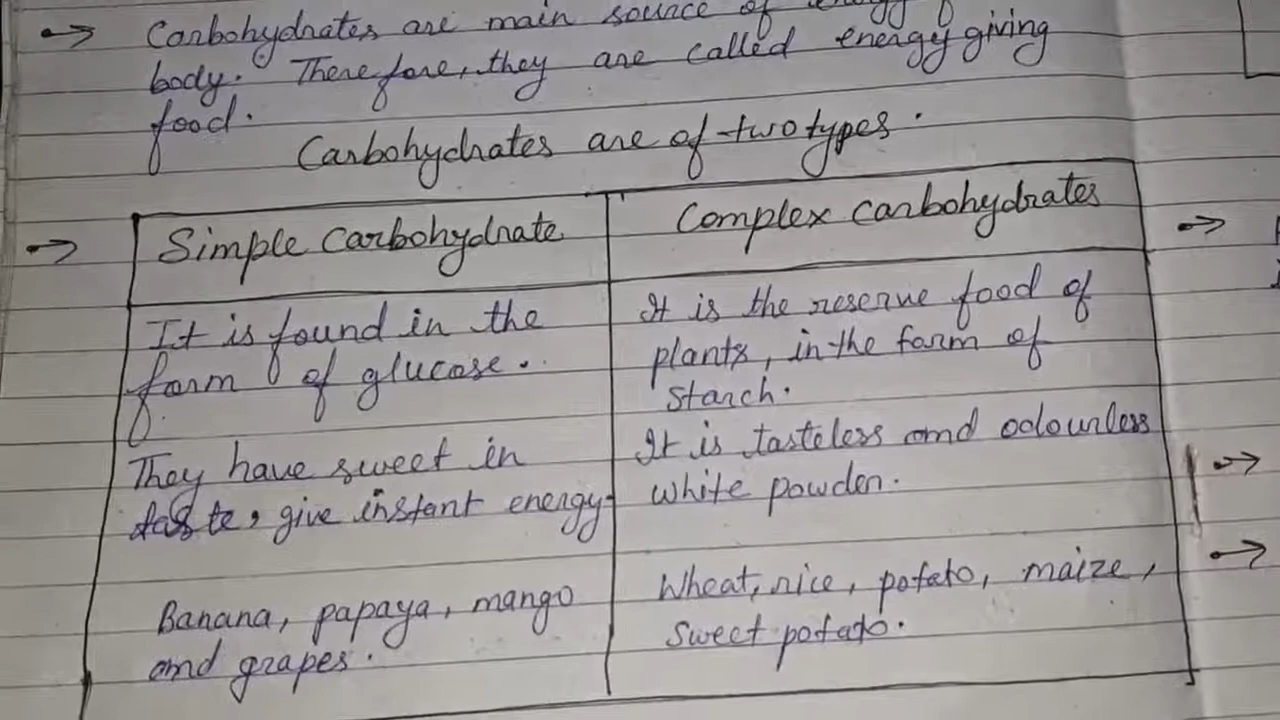 Carbohydrates are main source of energy
body. Therefore, they are called energy giving
food.
Carbohydrates are of two types.
Simple Carbohydrate
Complex carbohydrates
It is found in the
form of glucose.
It is the reserve food of
plants, in the form of
starch.
They have sweet in
taste, give instant energy
It is tasteless and odourless
white powder.
Banana, papaya, mango
and grapes.
Wheat, rice, potato, maize,
sweet potato.